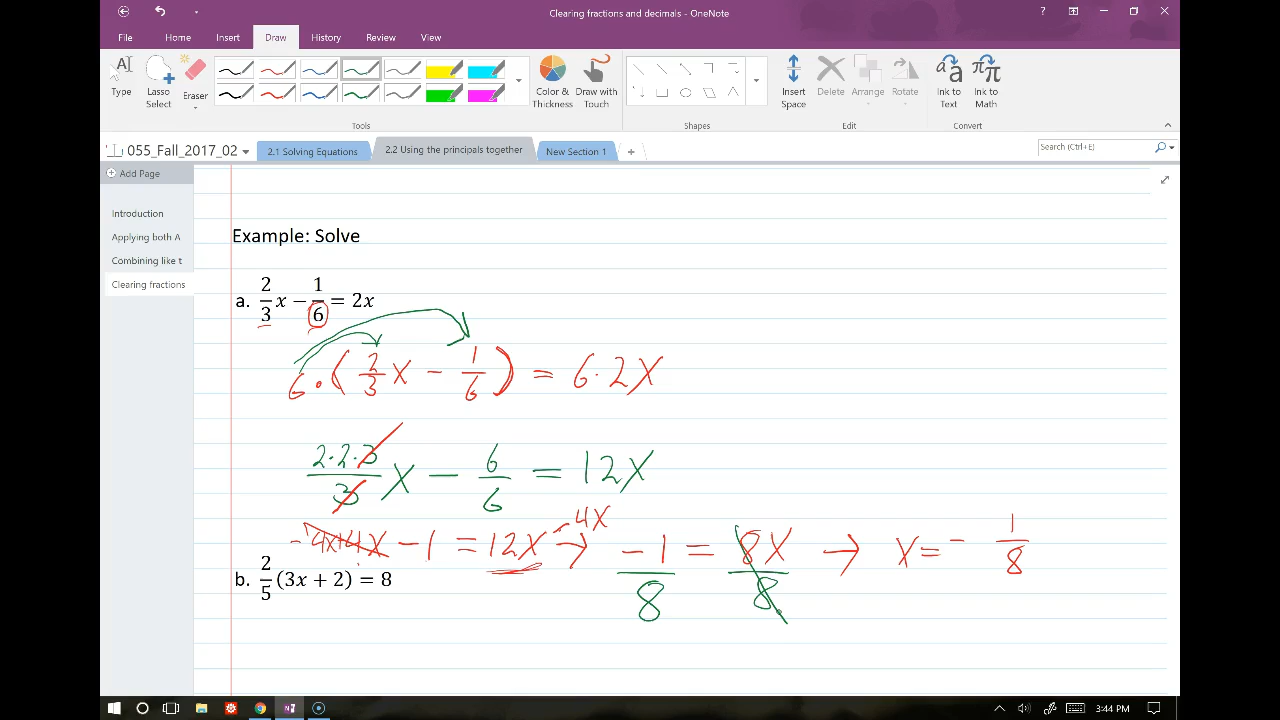 Clearing fractions and decimals - OneNote
?
File Home Insert Draw History Review View
Type Lasso Select Eraser Color & Thickness Draw with Touch Insert Space Delete Arrange Rotate Ink to Text Ink to Math
Tools Shapes Edit Convert
055_Fall_2017_02 2.1 Solving Equations 2.2 Using the principals together New Section 1 + Search (Ctrl+E)
Add Page
Introduction
Applying both A
Combining like t
Clearing fractions
Example: Solve
a. 2/3 x − 1/6 = 2x
6·(2/3 x − 1/6) = 6·2x
2·2·3/3 x − 6/6 = 12x
-4x+4x − 1 = 12x - 4x → -1/8 = 8x/8 → x = - 1/8
b. 2/5 (3x + 2) = 8
3:44 PM